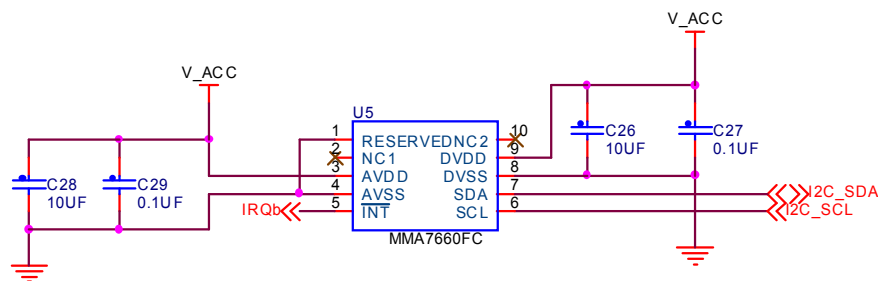 V_ACC
V_ACC
U5
1 RESERVED NC2 10
2 NC1 DVDD 9
3 AVDD DVSS 8
4 AVSS SDA 7
5 INT SCL 6
MMA7660FC
C28
10UF
C29
0.1UF
IRQb
C26
10UF
C27
0.1UF
I2C_SDA
I2C_SCL